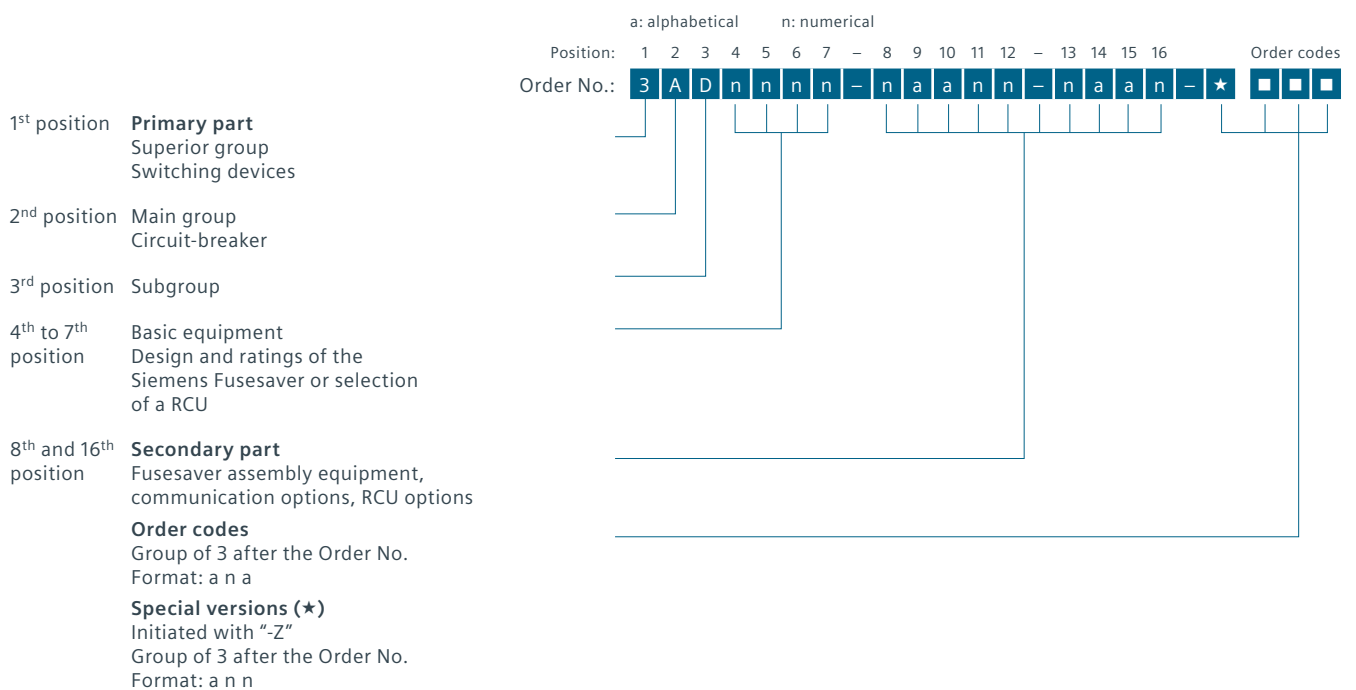 a: alphabetical n: numerical
Position: 1 2 3 4 5 6 7 – 8 9 10 11 12 – 13 14 15 16 Order codes
Order No.: 3 A D n n n n – n a a n n – n a a n – ★ ■ ■ ■
1st position Primary part
Superior group
Switching devices
2nd position Main group
Circuit-breaker
3rd position Subgroup
4th to 7th Basic equipment
position Design and ratings of the
Siemens Fusesaver or selection
of a RCU
8th and 16th Secondary part
position Fusesaver assembly equipment,
communication options, RCU options
Order codes
Group of 3 after the Order No.
Format: a n a
Special versions (★)
Initiated with “-Z”
Group of 3 after the Order No.
Format: a n n